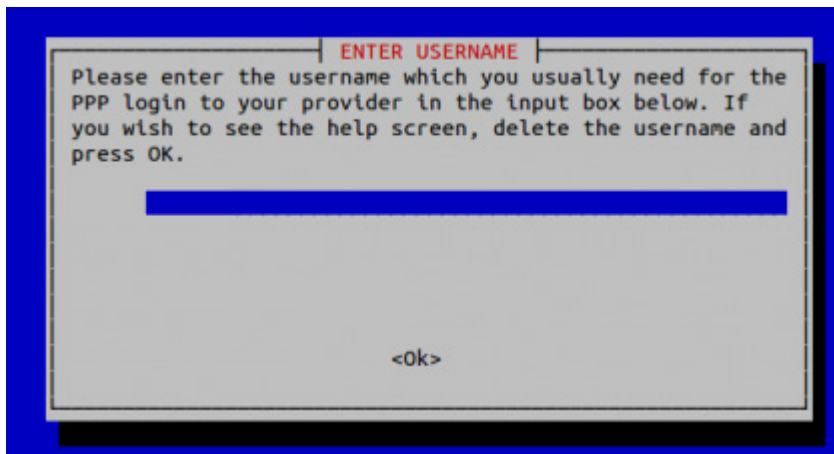 ENTER USERNAME
Please enter the username which you usually need for the
PPP login to your provider in the input box below. If
you wish to see the help screen, delete the username and
press OK.
<Ok>